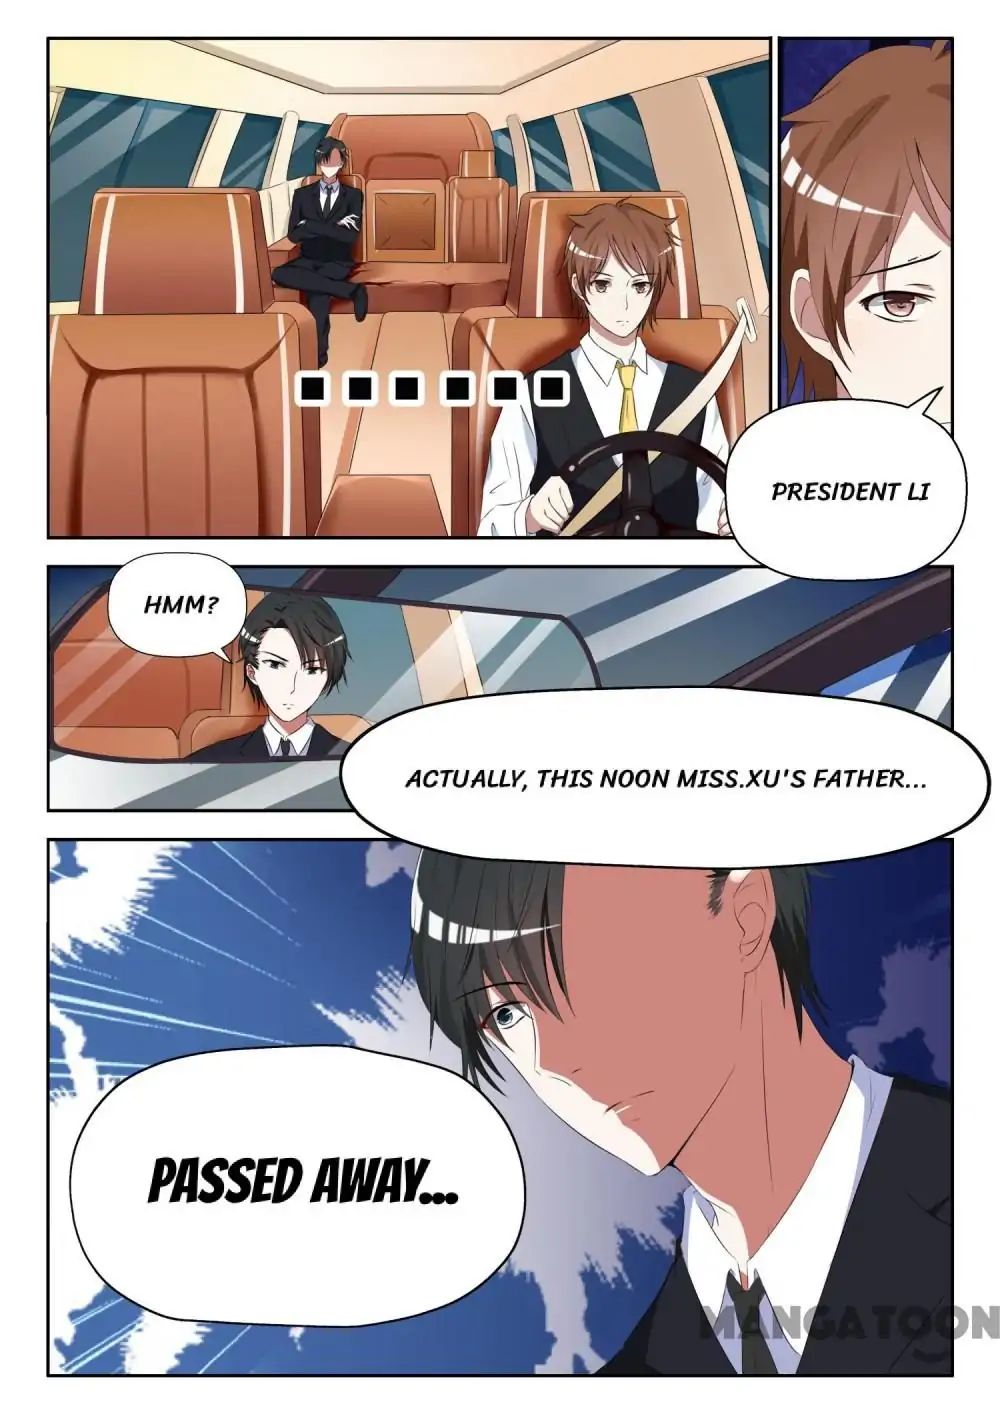 PRESIDENT LI
HMM?
ACTUALLY, THIS NOON MISS.XU'S FATHER...
PASSED AWAY...
MANGATOON